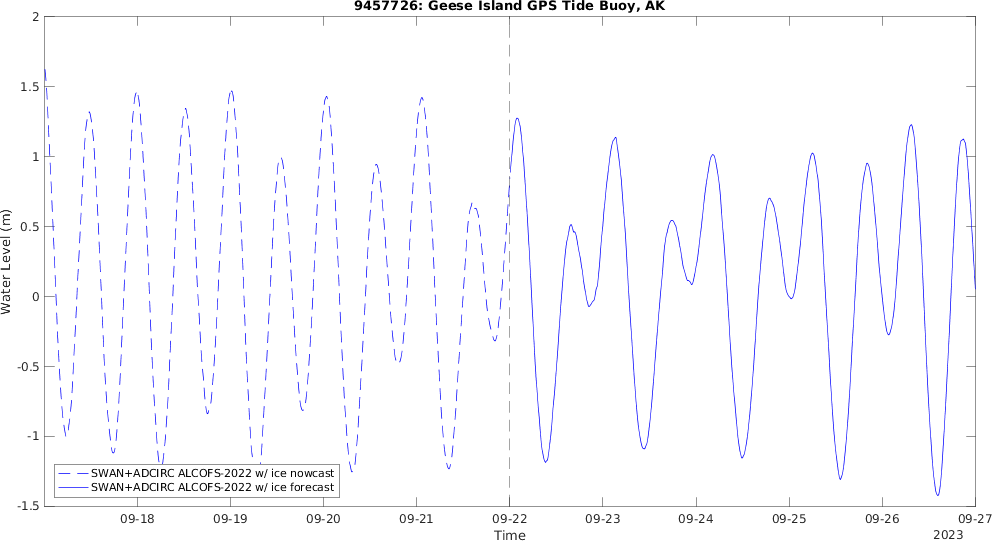 9457726: Geese Island GPS Tide Buoy, AK
2
1.5
1
0.5
0
-0.5
-1
-1.5
Water Level (m)
SWAN+ADCIRC ALCOFS-2022 w/ ice nowcast
SWAN+ADCIRC ALCOFS-2022 w/ ice forecast
09-18 09-19 09-20 09-21 09-22 09-23 09-24 09-25 09-26 09-27
Time
2023